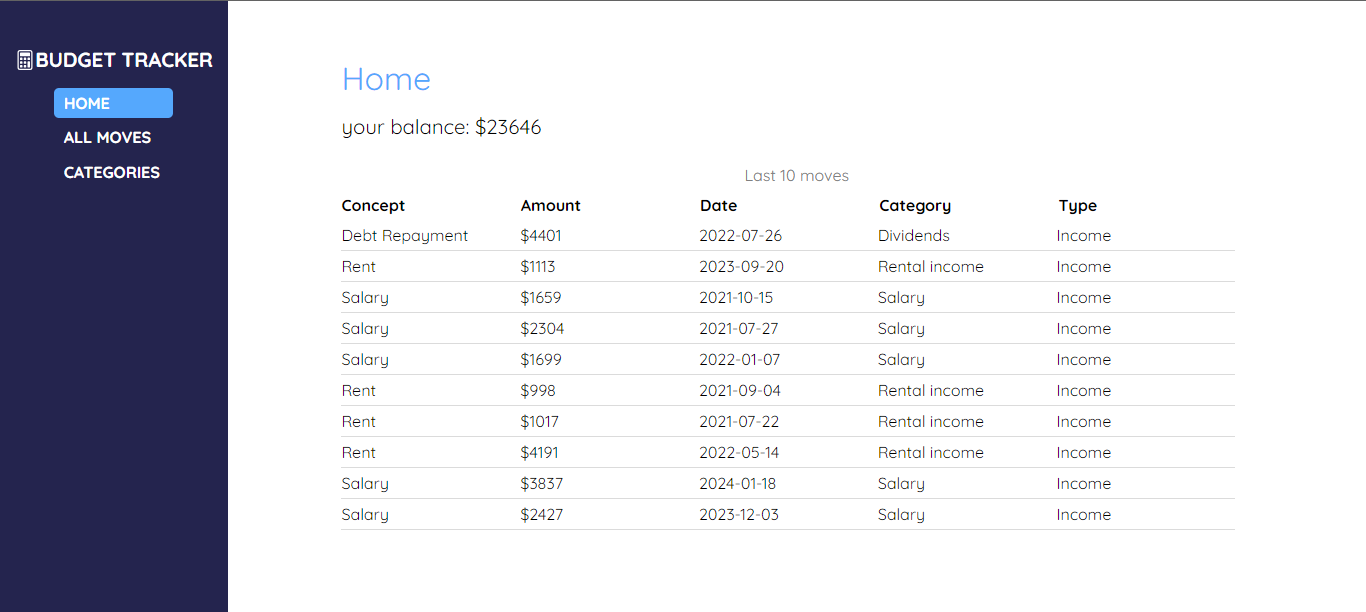 BUDGET TRACKER
HOME
ALL MOVES
CATEGORIES
Home
your balance: $23646
Last 10 moves
Concept Amount Date Category Type
Debt Repayment $4401 2022-07-26 Dividends Income
Rent $1113 2023-09-20 Rental income Income
Salary $1659 2021-10-15 Salary Income
Salary $2304 2021-07-27 Salary Income
Salary $1699 2022-01-07 Salary Income
Rent $998 2021-09-04 Rental income Income
Rent $1017 2021-07-22 Rental income Income
Rent $4191 2022-05-14 Rental income Income
Salary $3837 2024-01-18 Salary Income
Salary $2427 2023-12-03 Salary Income